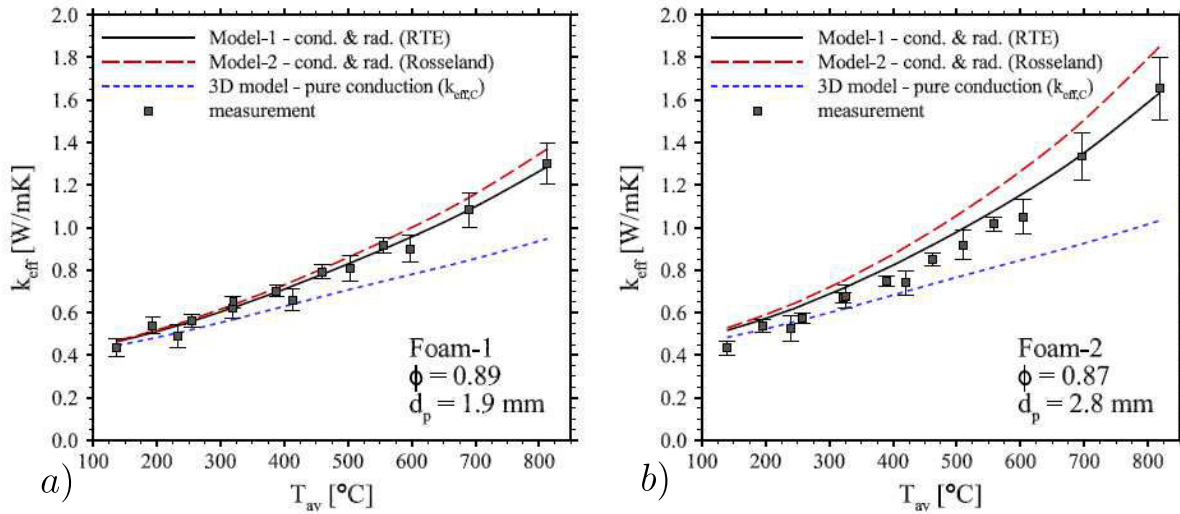 2.0
1.8
1.6
1.4
1.2
1.0
0.8
0.6
0.4
0.2
0.0
k_eff [W/mK]
Model-1 - cond. & rad. (RTE)
Model-2 - cond. & rad. (Rosseland)
3D model - pure conduction (k_eff,C)
measurement
Foam-1
ϕ = 0.89
d_p = 1.9 mm
100 200 300 400 500 600 700 800
a)
T_av [°C]
2.0
1.8
1.6
1.4
1.2
1.0
0.8
0.6
0.4
0.2
0.0
k_eff [W/mK]
Model-1 - cond. & rad. (RTE)
Model-2 - cond. & rad. (Rosseland)
3D model - pure conduction (k_eff,C)
measurement
Foam-2
ϕ = 0.87
d_p = 2.8 mm
100 200 300 400 500 600 700 800
b)
T_av [°C]